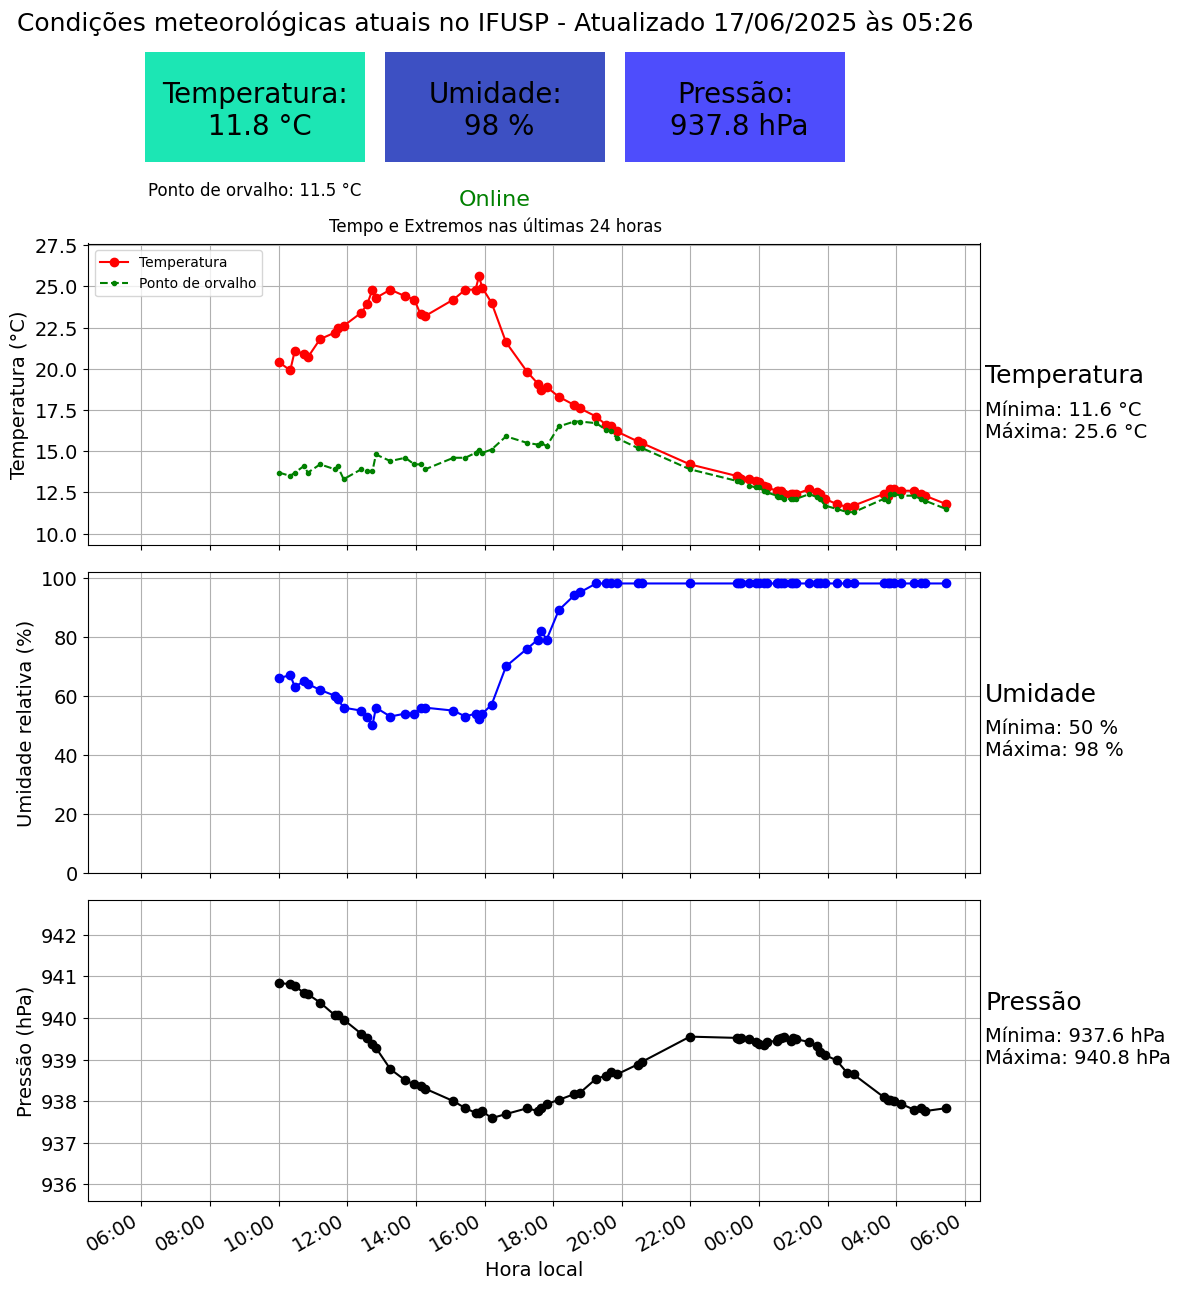 Condições meteorológicas atuais no IFUSP - Atualizado 17/06/2025 às 05:26
Temperatura:
11.8 °C
Umidade:
98 %
Pressão:
937.8 hPa
Ponto de orvalho: 11.5 °C
Online
Tempo e Extremos nas últimas 24 horas
Temperatura (°C)
27.5
25.0
22.5
20.0
17.5
15.0
12.5
10.0
Temperatura
Ponto de orvalho
Temperatura
Mínima: 11.6 °C
Máxima: 25.6 °C
Umidade relativa (%)
100
80
60
40
20
0
Umidade
Mínima: 50 %
Máxima: 98 %
Pressão (hPa)
942
941
940
939
938
937
936
Pressão
Mínima: 937.6 hPa
Máxima: 940.8 hPa
06:00 08:00 10:00 12:00 14:00 16:00 18:00 20:00 22:00 00:00 02:00 04:00 06:00
Hora local